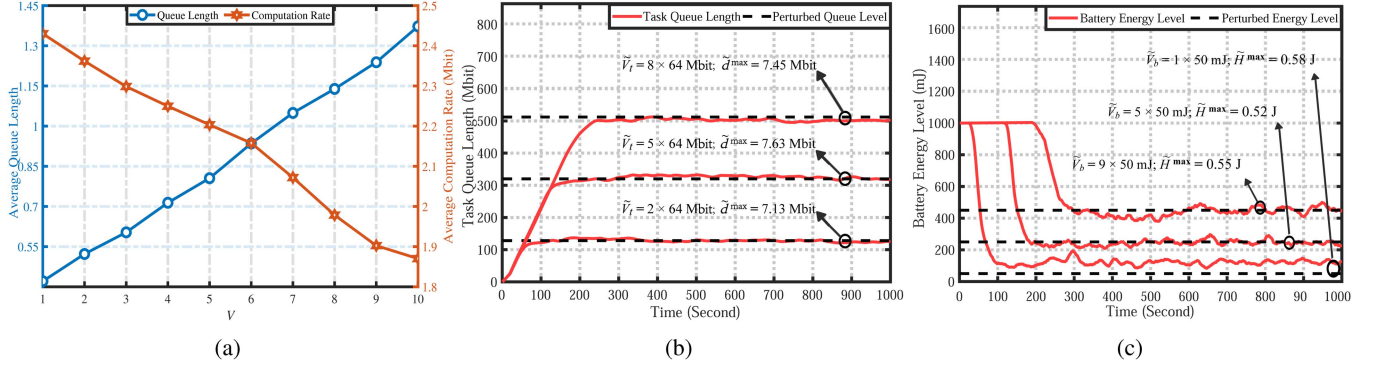 Queue Length
Computation Rate
1.45
1.3
1.15
1
0.85
0.7
0.55
Average Queue Length
2.5
2.4
2.3
2.2
2.1
2
1.9
1.8
Average Computation Rate (Mbit)
1 2 3 4 5 6 7 8 9 10
V
(a)
Task Queue Length
Perturbed Queue Level
800
700
600
500
400
300
200
100
0
Task Queue Length (Mbit)
Ṽt = 8 × 64 Mbit; d̃max = 7.45 Mbit
Ṽt = 5 × 64 Mbit; d̃max = 7.63 Mbit
Ṽt = 2 × 64 Mbit; d̃max = 7.13 Mbit
0 100 200 300 400 500 600 700 800 900 1000
Time (Second)
(b)
Battery Energy Level
Perturbed Energy Level
1600
1400
1200
1000
800
600
400
200
0
Battery Enengy Level (mJ)
Ṽb = 1 × 50 mJ; H̃max = 0.58 J
Ṽb = 5 × 50 mJ; H̃max = 0.52 J
Ṽb = 9 × 50 mJ; H̃max = 0.55 J
0 100 200 300 400 500 600 700 800 90 1000
Time (Second)
(c)